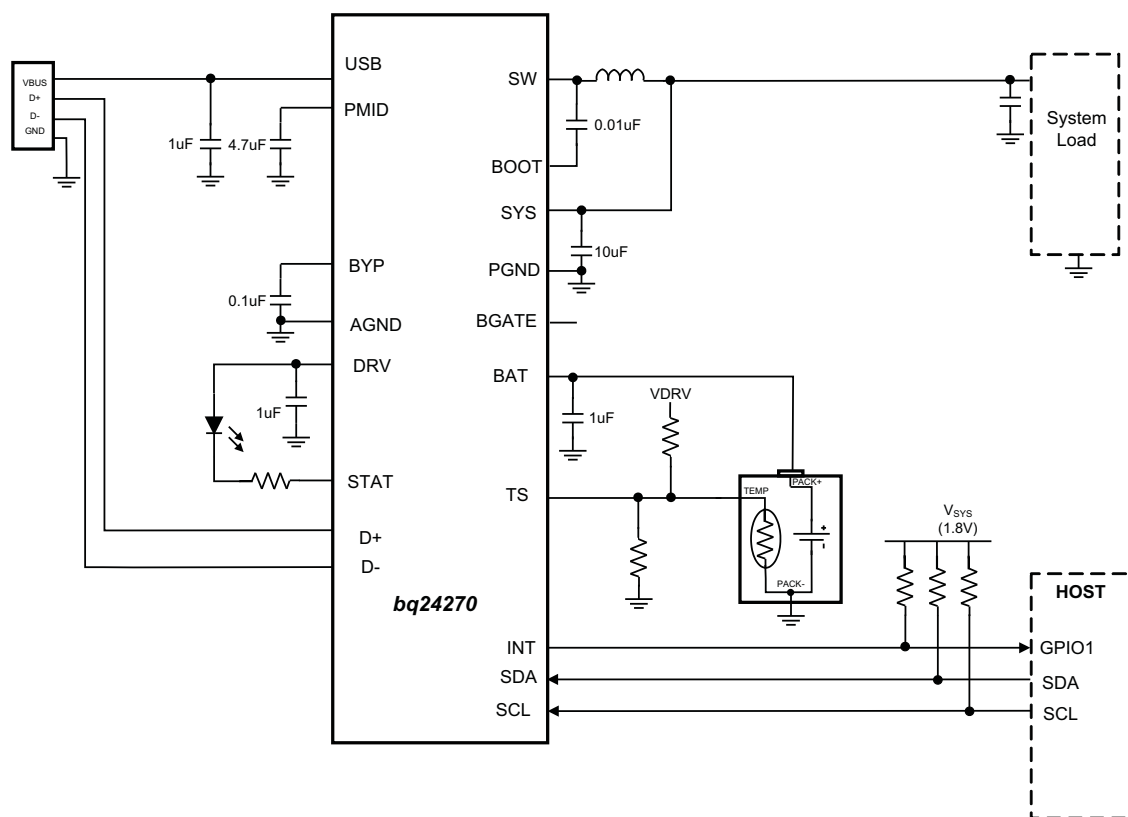 VBUS
D+
D-
GND
1uF
4.7uF
0.1uF
1uF
USB
PMID
BYP
AGND
DRV
STAT
D+
D-
bq24270
SW
BOOT
SYS
PGND
BGATE
BAT
TS
INT
SDA
SCL
0.01uF
10uF
1uF
VDRV
TEMP
PACK+
+
-
PACK-
System
Load
VSYS
(1.8V)
HOST
GPIO1
SDA
SCL